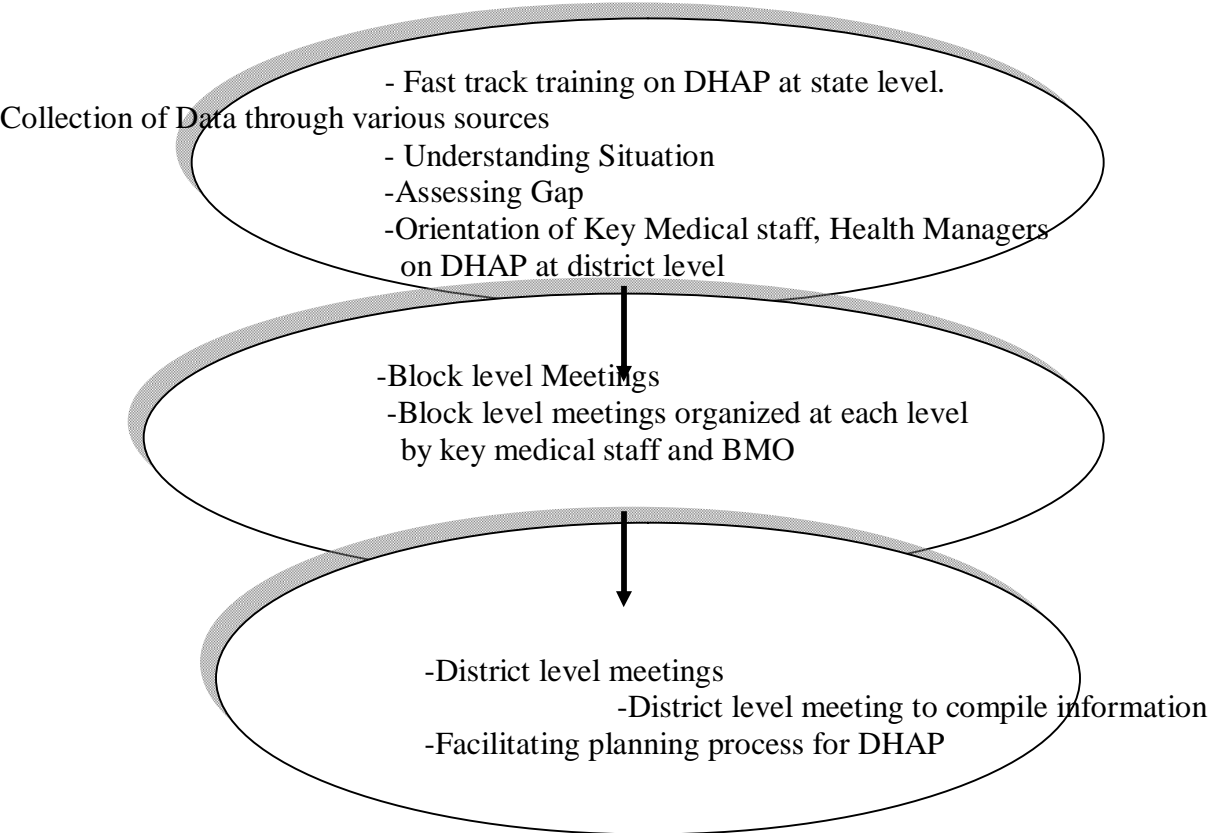 - Fast track training on DHAP at state level.
Collection of Data through various sources
- Understanding Situation
-Assessing Gap
-Orientation of Key Medical staff, Health Managers
on DHAP at district level
-Block level Meetings
-Block level meetings organized at each level
by key medical staff and BMO
-District level meetings
-District level meeting to compile information
-Facilitating planning process for DHAP